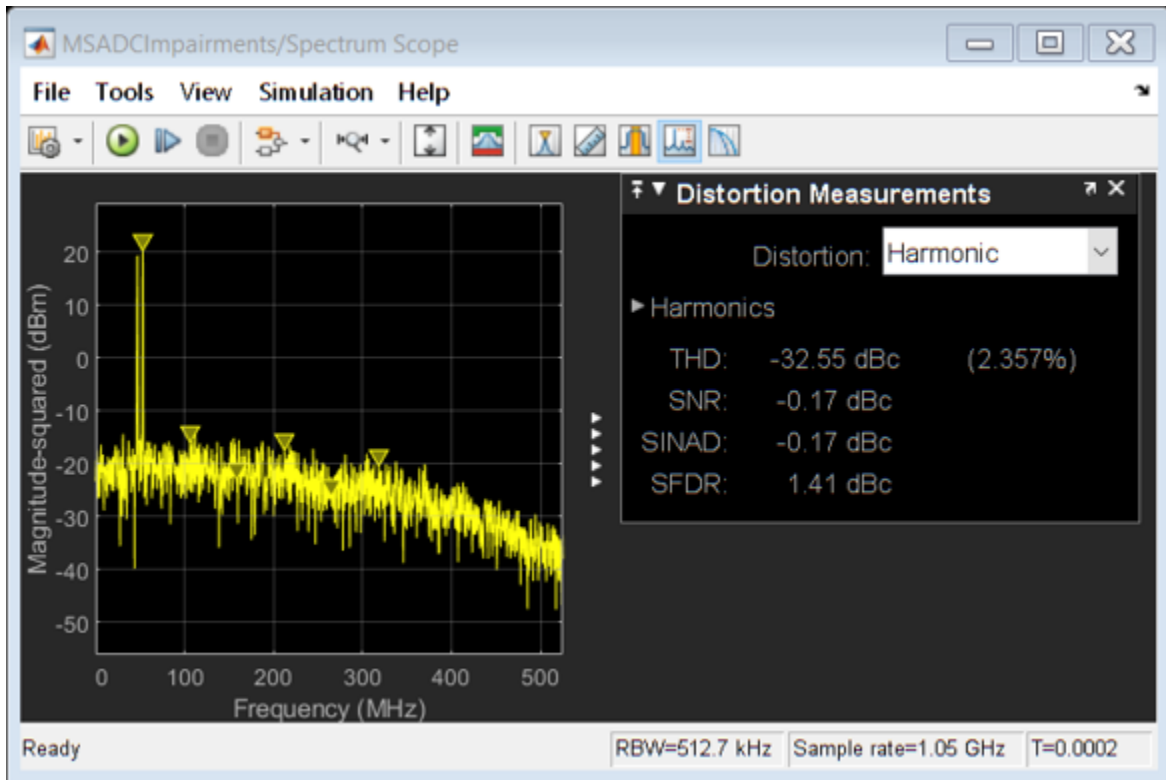 MSADCImpairments/Spectrum Scope
File Tools View Simulation Help
Distortion Measurements
Distortion: Harmonic
Harmonics
THD: -32.55 dBc (2.357%)
SNR: -0.17 dBc
SINAD: -0.17 dBc
SFDR: 1.41 dBc
Magnitude-squared (dBm)
20
10
0
-10
-20
-30
-40
-50
0 100 200 300 400 500
Frequency (MHz)
Ready RBW=512.7 kHz Sample rate=1.05 GHz T=0.0002